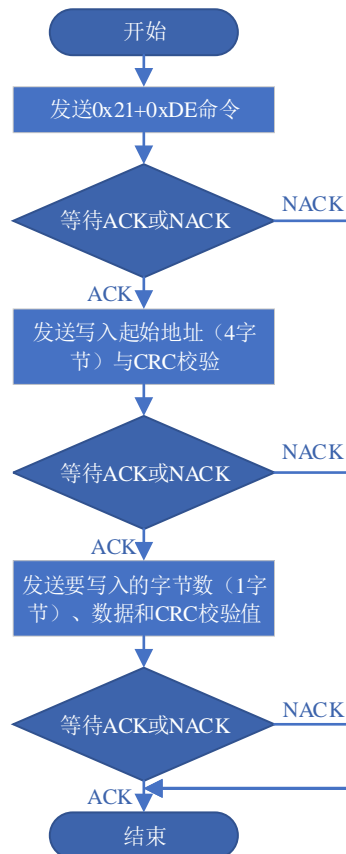 开始
发送0x21+0xDE命令
等待ACK或NACK
NACK
ACK
发送写入起始地址（4字
节）与CRC校验
等待ACK或NACK
NACK
ACK
发送要写入的字节数（1字
节）、数据和CRC校验值
等待ACK或NACK
NACK
ACK
结束